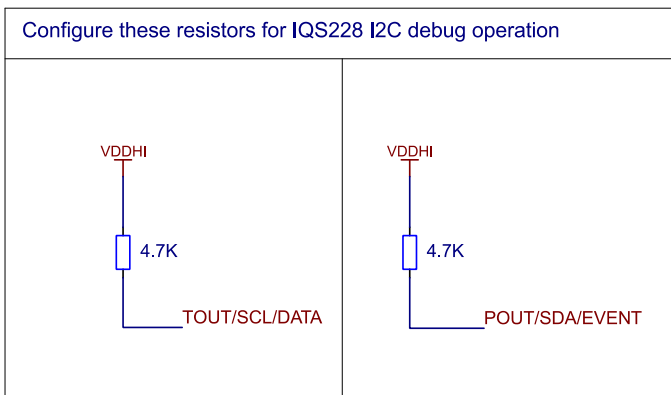 Configure these resistors for IQS228 I2C debug operation
VDDHI
4.7K
TOUT/SCL/DATA
VDDHI
4.7K
POUT/SDA/EVENT